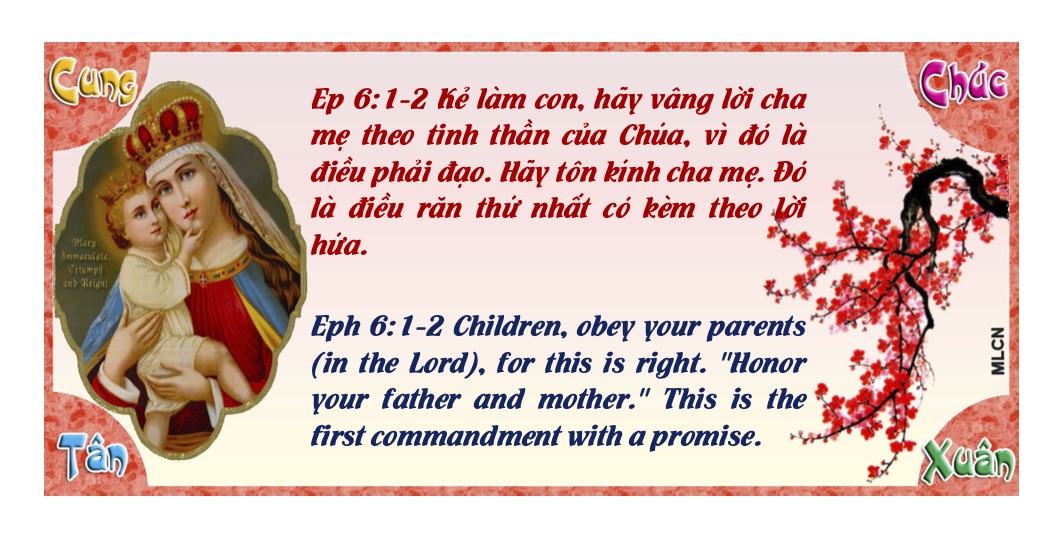 Cung
Chúc
Ep 6:1-2 Kẻ làm con, hãy vâng lời cha
mẹ theo tinh thần của Chúa, vì đó là
điều phải đạo. Hãy tôn kính cha mẹ. Đó
là điều răn thứ nhất có kèm theo lời
hứa.
Mary
Immaculate,
Triumph
and Reign!
Eph 6:1-2 Children, obey your parents
(in the Lord), for this is right. "Honor
your father and mother." This is the
first commandment with a promise.
MLCN
Tân
Xuân